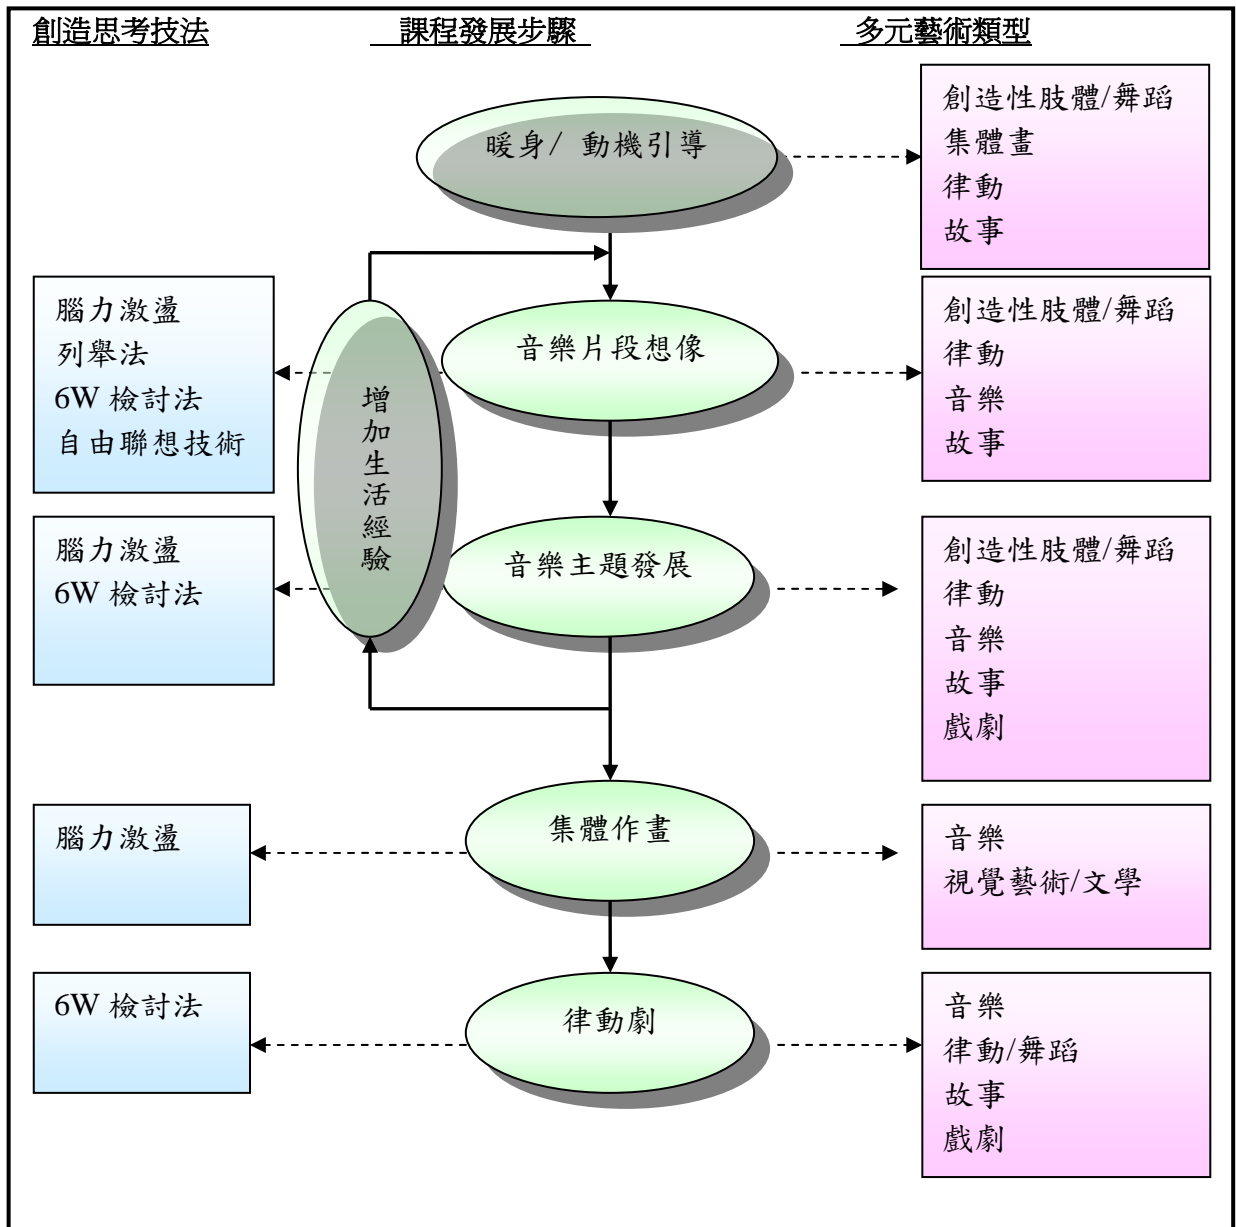 創造思考技法 課程發展步驟 多元藝術類型
暖身/ 動機引導
創造性肢體/舞蹈
集體畫
律動
故事
腦力激盪
列舉法
6W 檢討法
自由聯想技術
增加生活經驗
音樂片段想像
創造性肢體/舞蹈
律動
音樂
故事
腦力激盪
6W 檢討法
音樂主題發展
創造性肢體/舞蹈
律動
音樂
故事
戲劇
腦力激盪
集體作畫
音樂
視覺藝術/文學
6W 檢討法
律動劇
音樂
律動/舞蹈
故事
戲劇